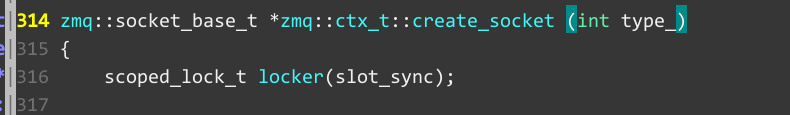 314 zmq::socket_base_t *zmq::ctx_t::create_socket (int type_)
315 {
316     scoped_lock_t locker(slot_sync);
317